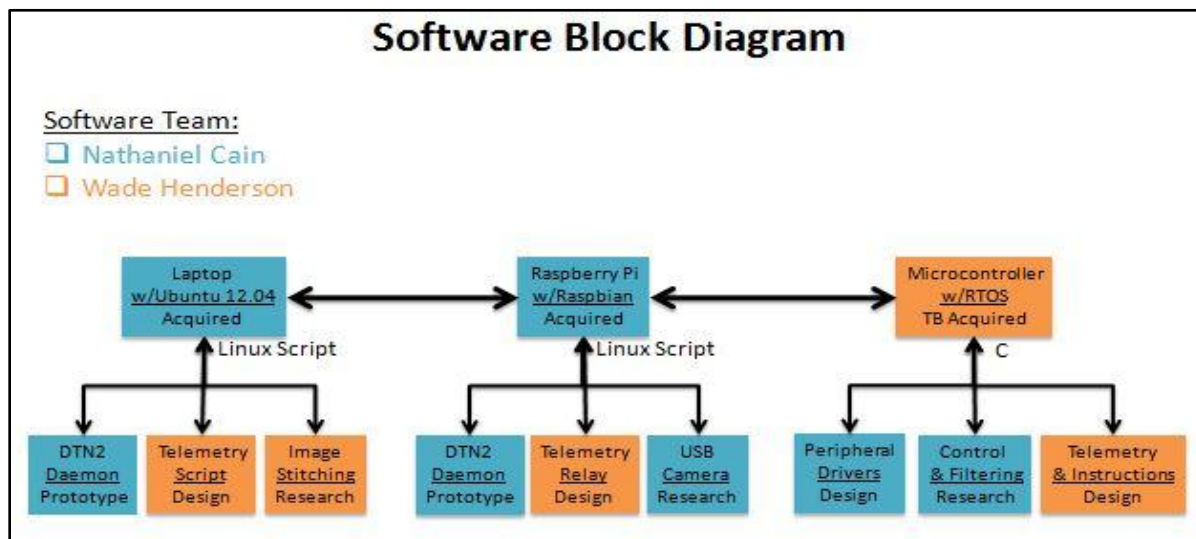 Software Block Diagram
Software Team:
Nathaniel Cain
Wade Henderson
Laptop
w/Ubuntu 12.04
Acquired
Raspberry Pi
w/Raspbian
Acquired
Microcontroller
w/RTOS
TB Acquired
Linux Script
Linux Script
C
DTN2
Daemon
Prototype
Telemetry
Script
Design
Image
Stitching
Research
DTN2
Daemon
Prototype
Telemetry
Relay
Design
USB
Camera
Research
Peripheral
Drivers
Design
Control
& Filtering
Research
Telemetry
& Instructions
Design